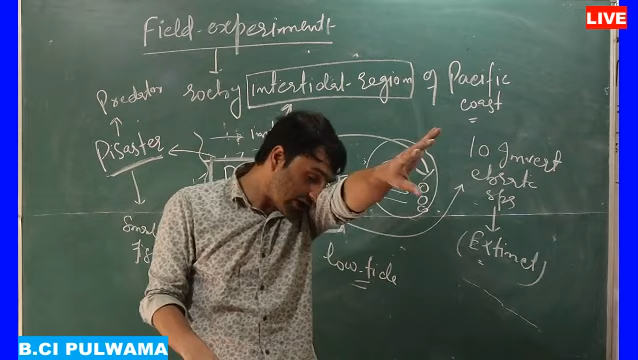 LIVE
Field-experiment
rocky intertidal-region of Pacific
coast
Predator
Pisaster
10 Invert
ebrate
sps
(Extinct)
low-tide
B.CI PULWAMA